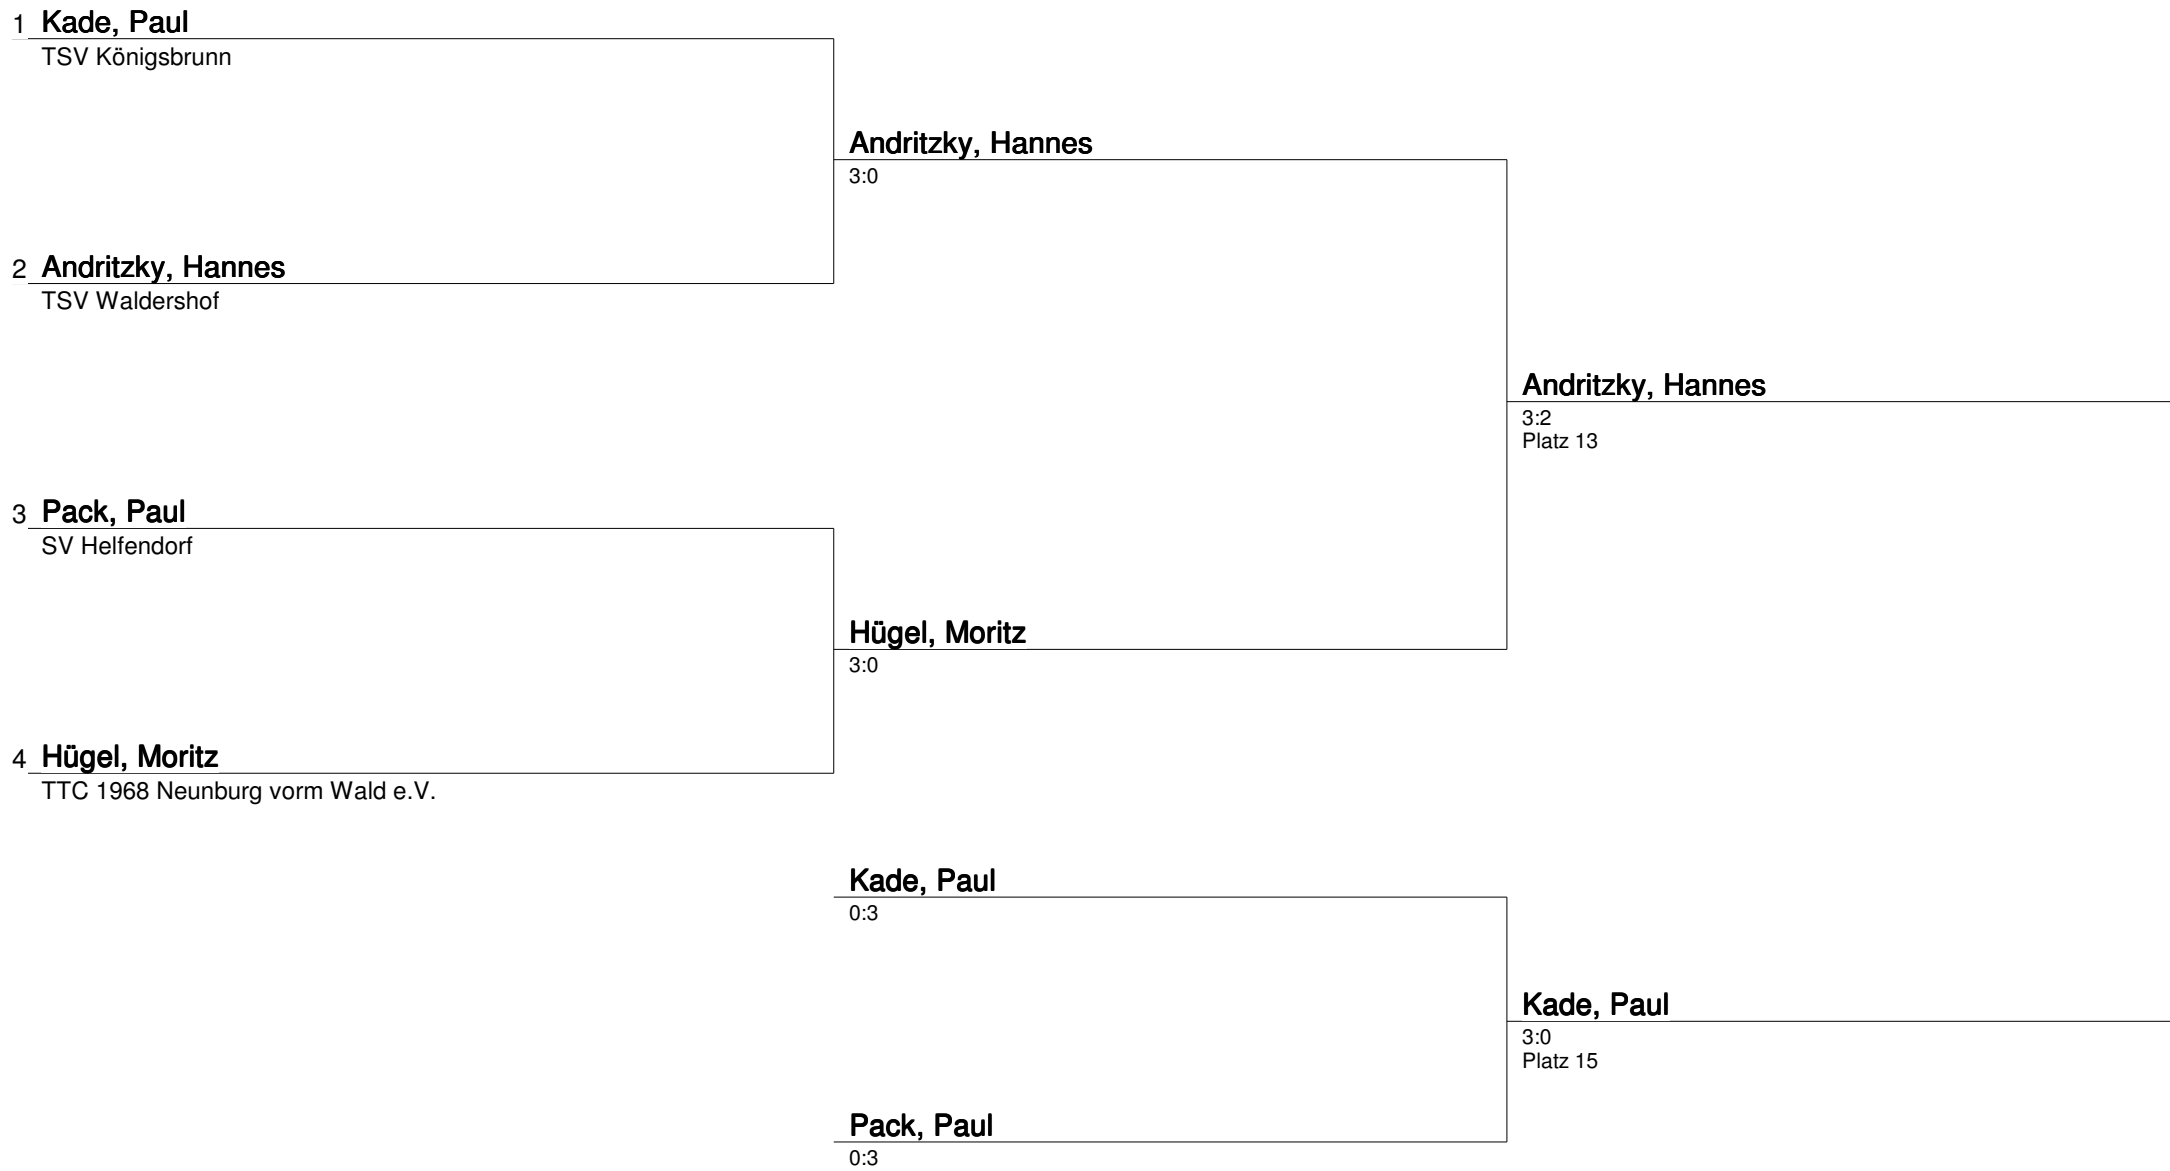 1 Kade, Paul
TSV Königsbrunn
Andritzky, Hannes
3:0
2 Andritzky, Hannes
TSV Waldershof
Andritzky, Hannes
3:2
Platz 13
3 Pack, Paul
SV Helfendorf
Hügel, Moritz
3:0
4 Hügel, Moritz
TTC 1968 Neunburg vorm Wald e.V.
Kade, Paul
0:3
Kade, Paul
3:0
Platz 15
Pack, Paul
0:3